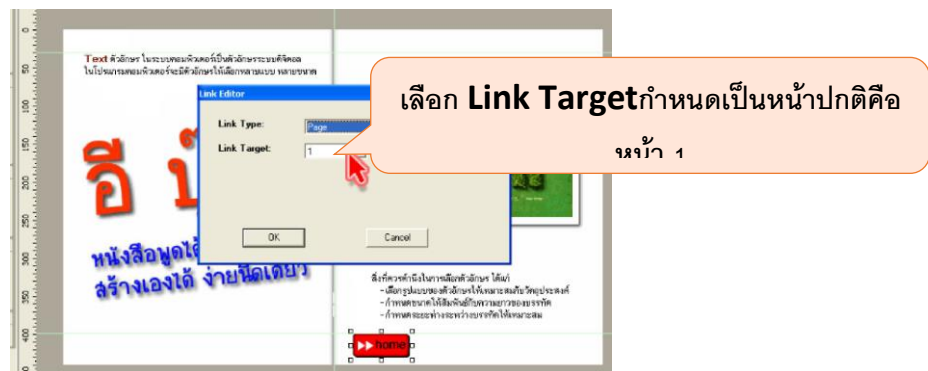 Text ตัวอักษร ในระบบคอมพิวเตอร์เป็นตัวอักษรระบบดิจิตอล
ในโปรแกรมคอมพิวเตอร์จะมีตัวอักษรให้เลือกหลายแบบ หลายขนาด
เลือก Link Targetกำหนดเป็นหน้าปกติคือ
หน้า 1
Link Editor
Link Type:
Page
Link Target:
1
OK
Cancel
อี บุ๊
หนังสือพูดได้
สร้างเองได้ ง่ายนิดเดียว
สิ่งที่ควรคำนึงในการเลือกตัวอักษร ได้แก่
- เลือกรูปแบบของตัวอักษรให้เหมาะสมกับวัตถุประสงค์
- กำหนดขนาดให้สัมพันธ์กับความยาวของบรรทัด
- กำหนดระยะห่างระหว่างบรรทัดให้เหมาะสม
home
0
50
100
150
200
250
300
350
400